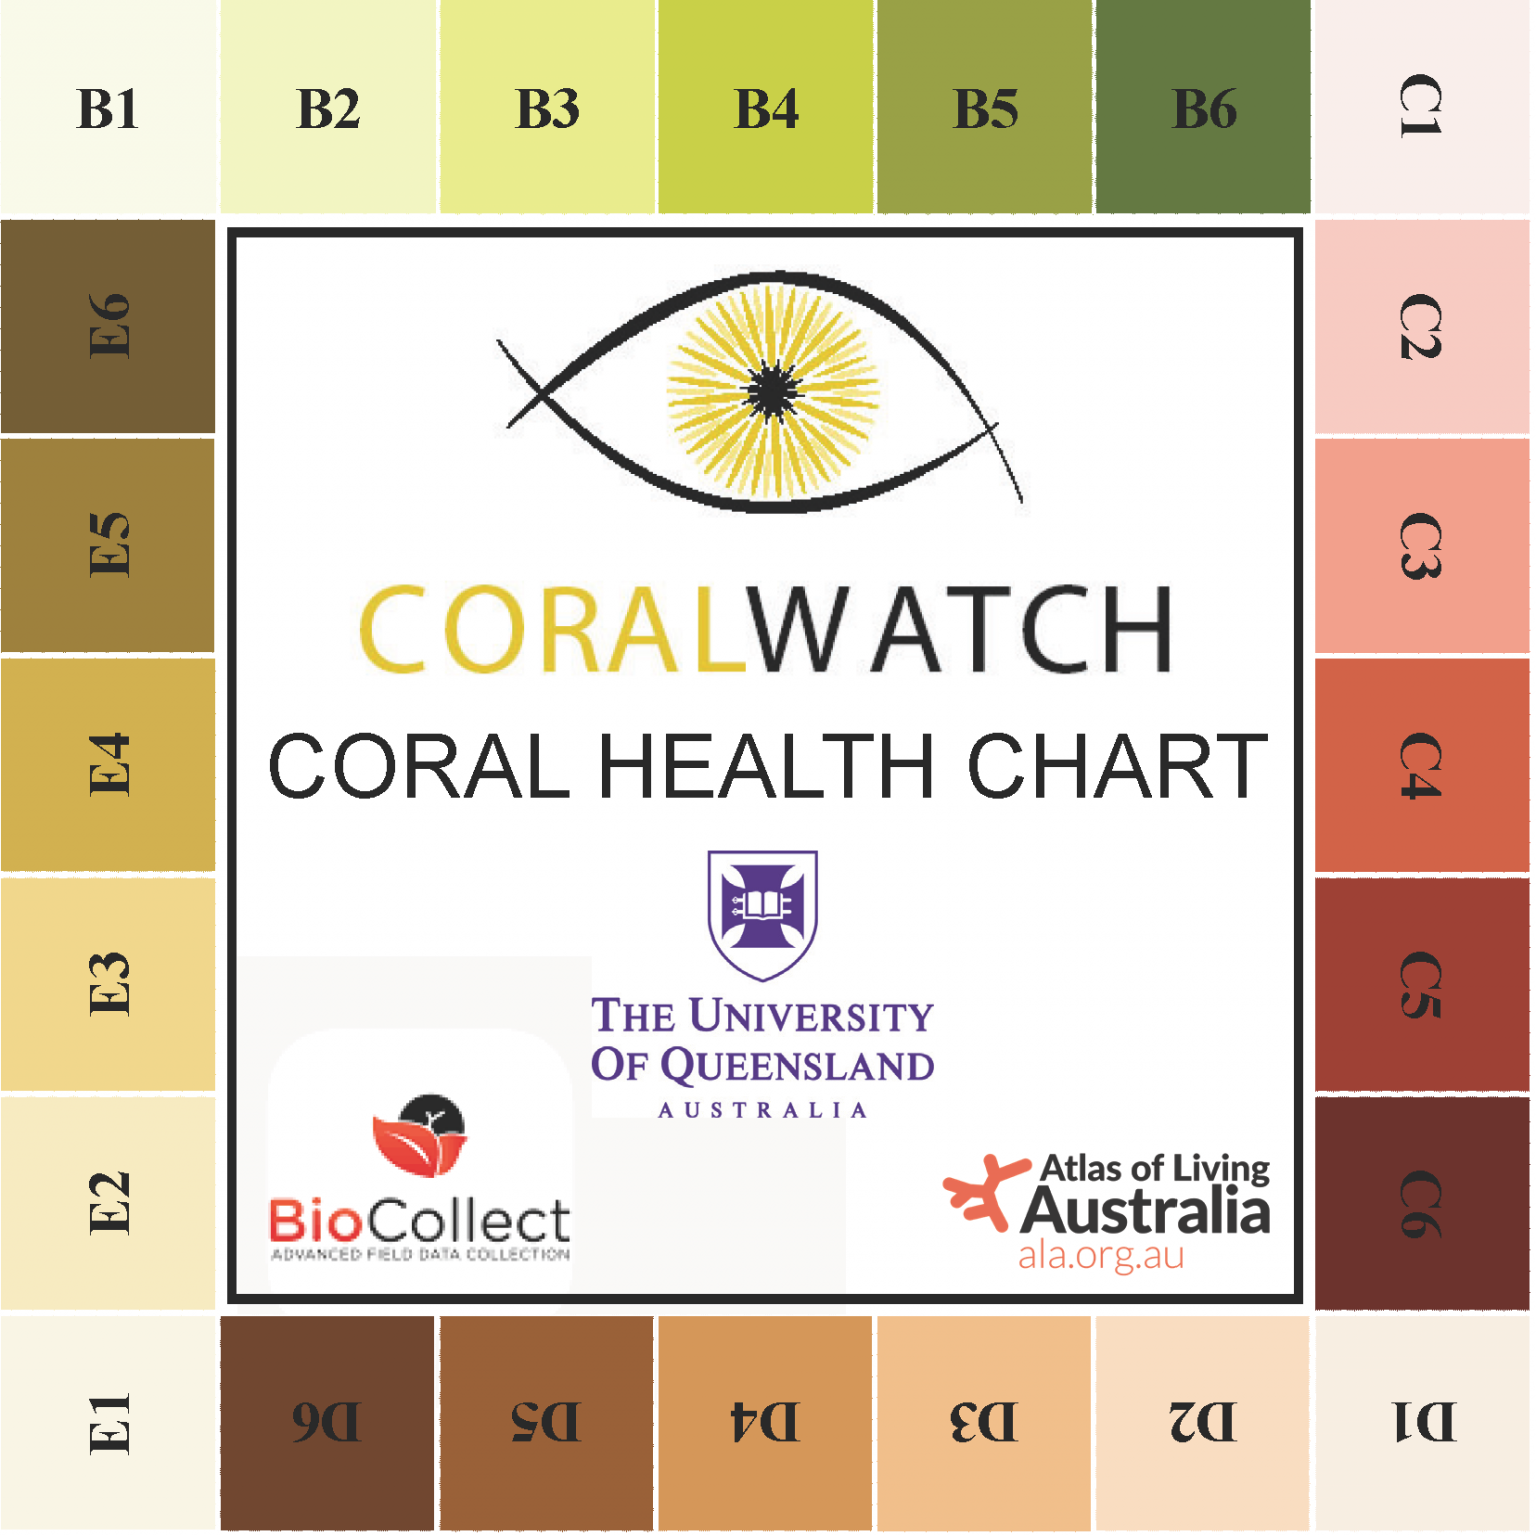 B1 B2 B3 B4 B5 B6 C1
E6
C2
E5
C3
CORALWATCH
E4
CORAL HEALTH CHART
C4
E3
C5
THE UNIVERSITY
OF QUEENSLAND
AUSTRALIA
E2
C6
BioCollect
ADVANCED FIELD DATA COLLECTION
Atlas of Living
Australia
ala.org.au
E1 D6 D5 D4 D3 D2 D1